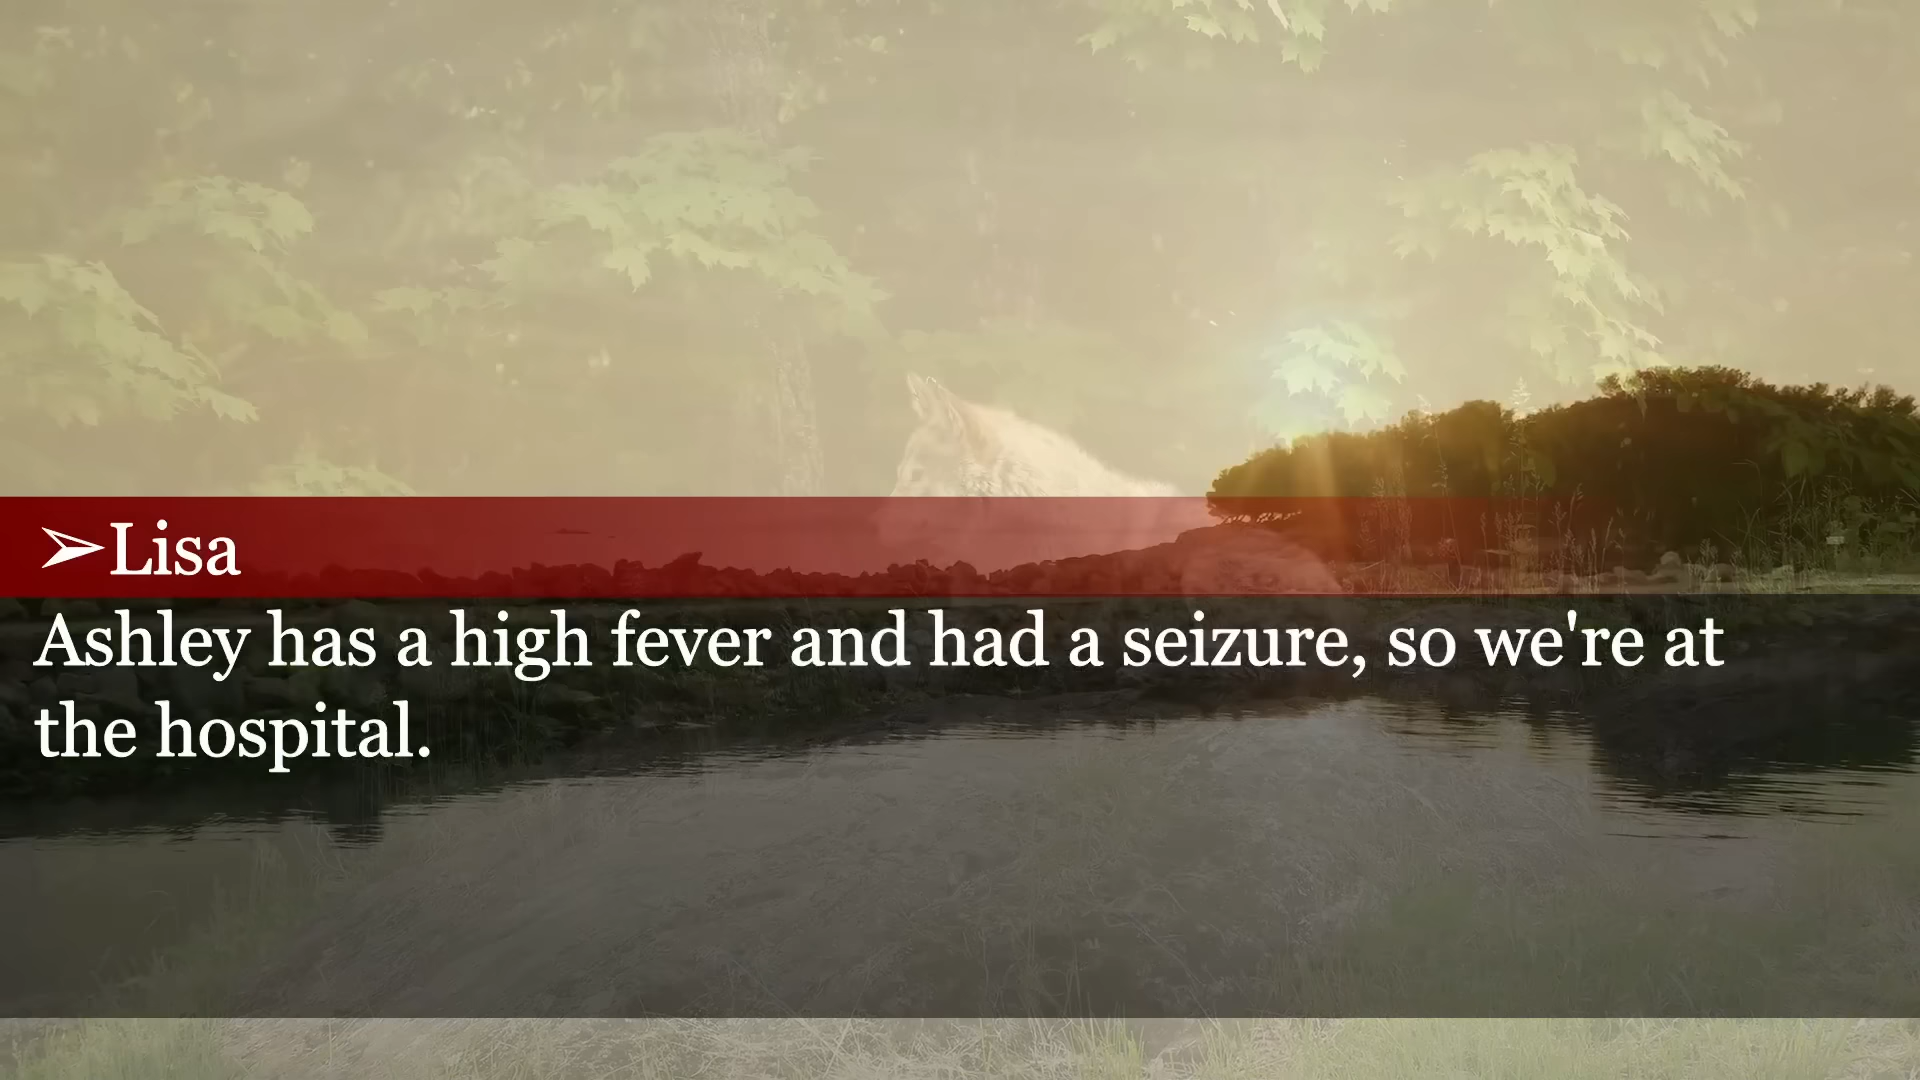 ➢Lisa
Ashley has a high fever and had a seizure, so we're at
the hospital.